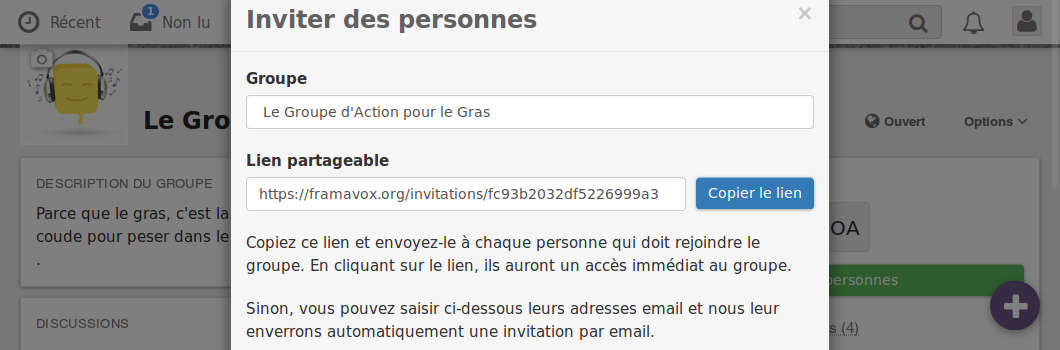 Récent
1
Non lu
Inviter des personnes
×
Groupe
Le Groupe d'Action pour le Gras
Lien partageable
https://framavox.org/invitations/fc93b2032df5226999a3
Copier le lien
Copiez ce lien et envoyez-le à chaque personne qui doit rejoindre le
groupe. En cliquant sur le lien, ils auront un accès immédiat au groupe.
Sinon, vous pouvez saisir ci-dessous leurs adresses email et nous leur
enverrons automatiquement une invitation par email.
Le Gro
Ouvert
Options
DESCRIPTION DU GROUPE
Parce que le gras, c'est la
coude pour peser dans le
.
DISCUSSIONS
OA
personnes
s (4)